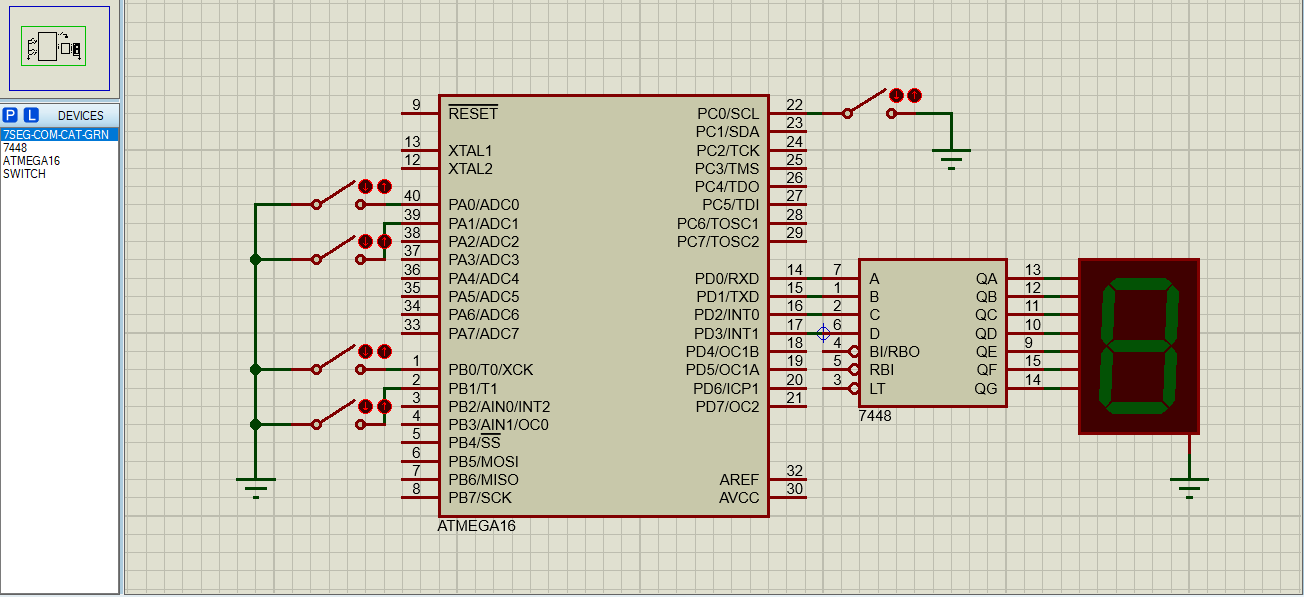 P L DEVICES
7SEG-COM-CAT-GRN
7448
ATMEGA16
SWITCH
9 RESET
13 XTAL1
12 XTAL2
40 PA0/ADC0
39 PA1/ADC1
38 PA2/ADC2
37 PA3/ADC3
36 PA4/ADC4
35 PA5/ADC5
34 PA6/ADC6
33 PA7/ADC7
1 PB0/T0/XCK
2 PB1/T1
3 PB2/AIN0/INT2
4 PB3/AIN1/OC0
5 PB4/SS
6 PB5/MOSI
7 PB6/MISO
8 PB7/SCK
PC0/SCL 22
PC1/SDA 23
PC2/TCK 24
PC3/TMS 25
PC4/TDO 26
PC5/TDI 27
PC6/TOSC1 28
PC7/TOSC2 29
PD0/RXD 14
PD1/TXD 15
PD2/INT0 16
PD3/INT1 17
PD4/OC1B 18
PD5/OC1A 19
PD6/ICP1 20
PD7/OC2 21
AREF 32
AVCC 30
ATMEGA16
7 A QA 13
1 B QB 12
2 C QC 11
6 D QD 10
4 BI/RBO QE 9
5 RBI QF 15
3 LT QG 14
7448